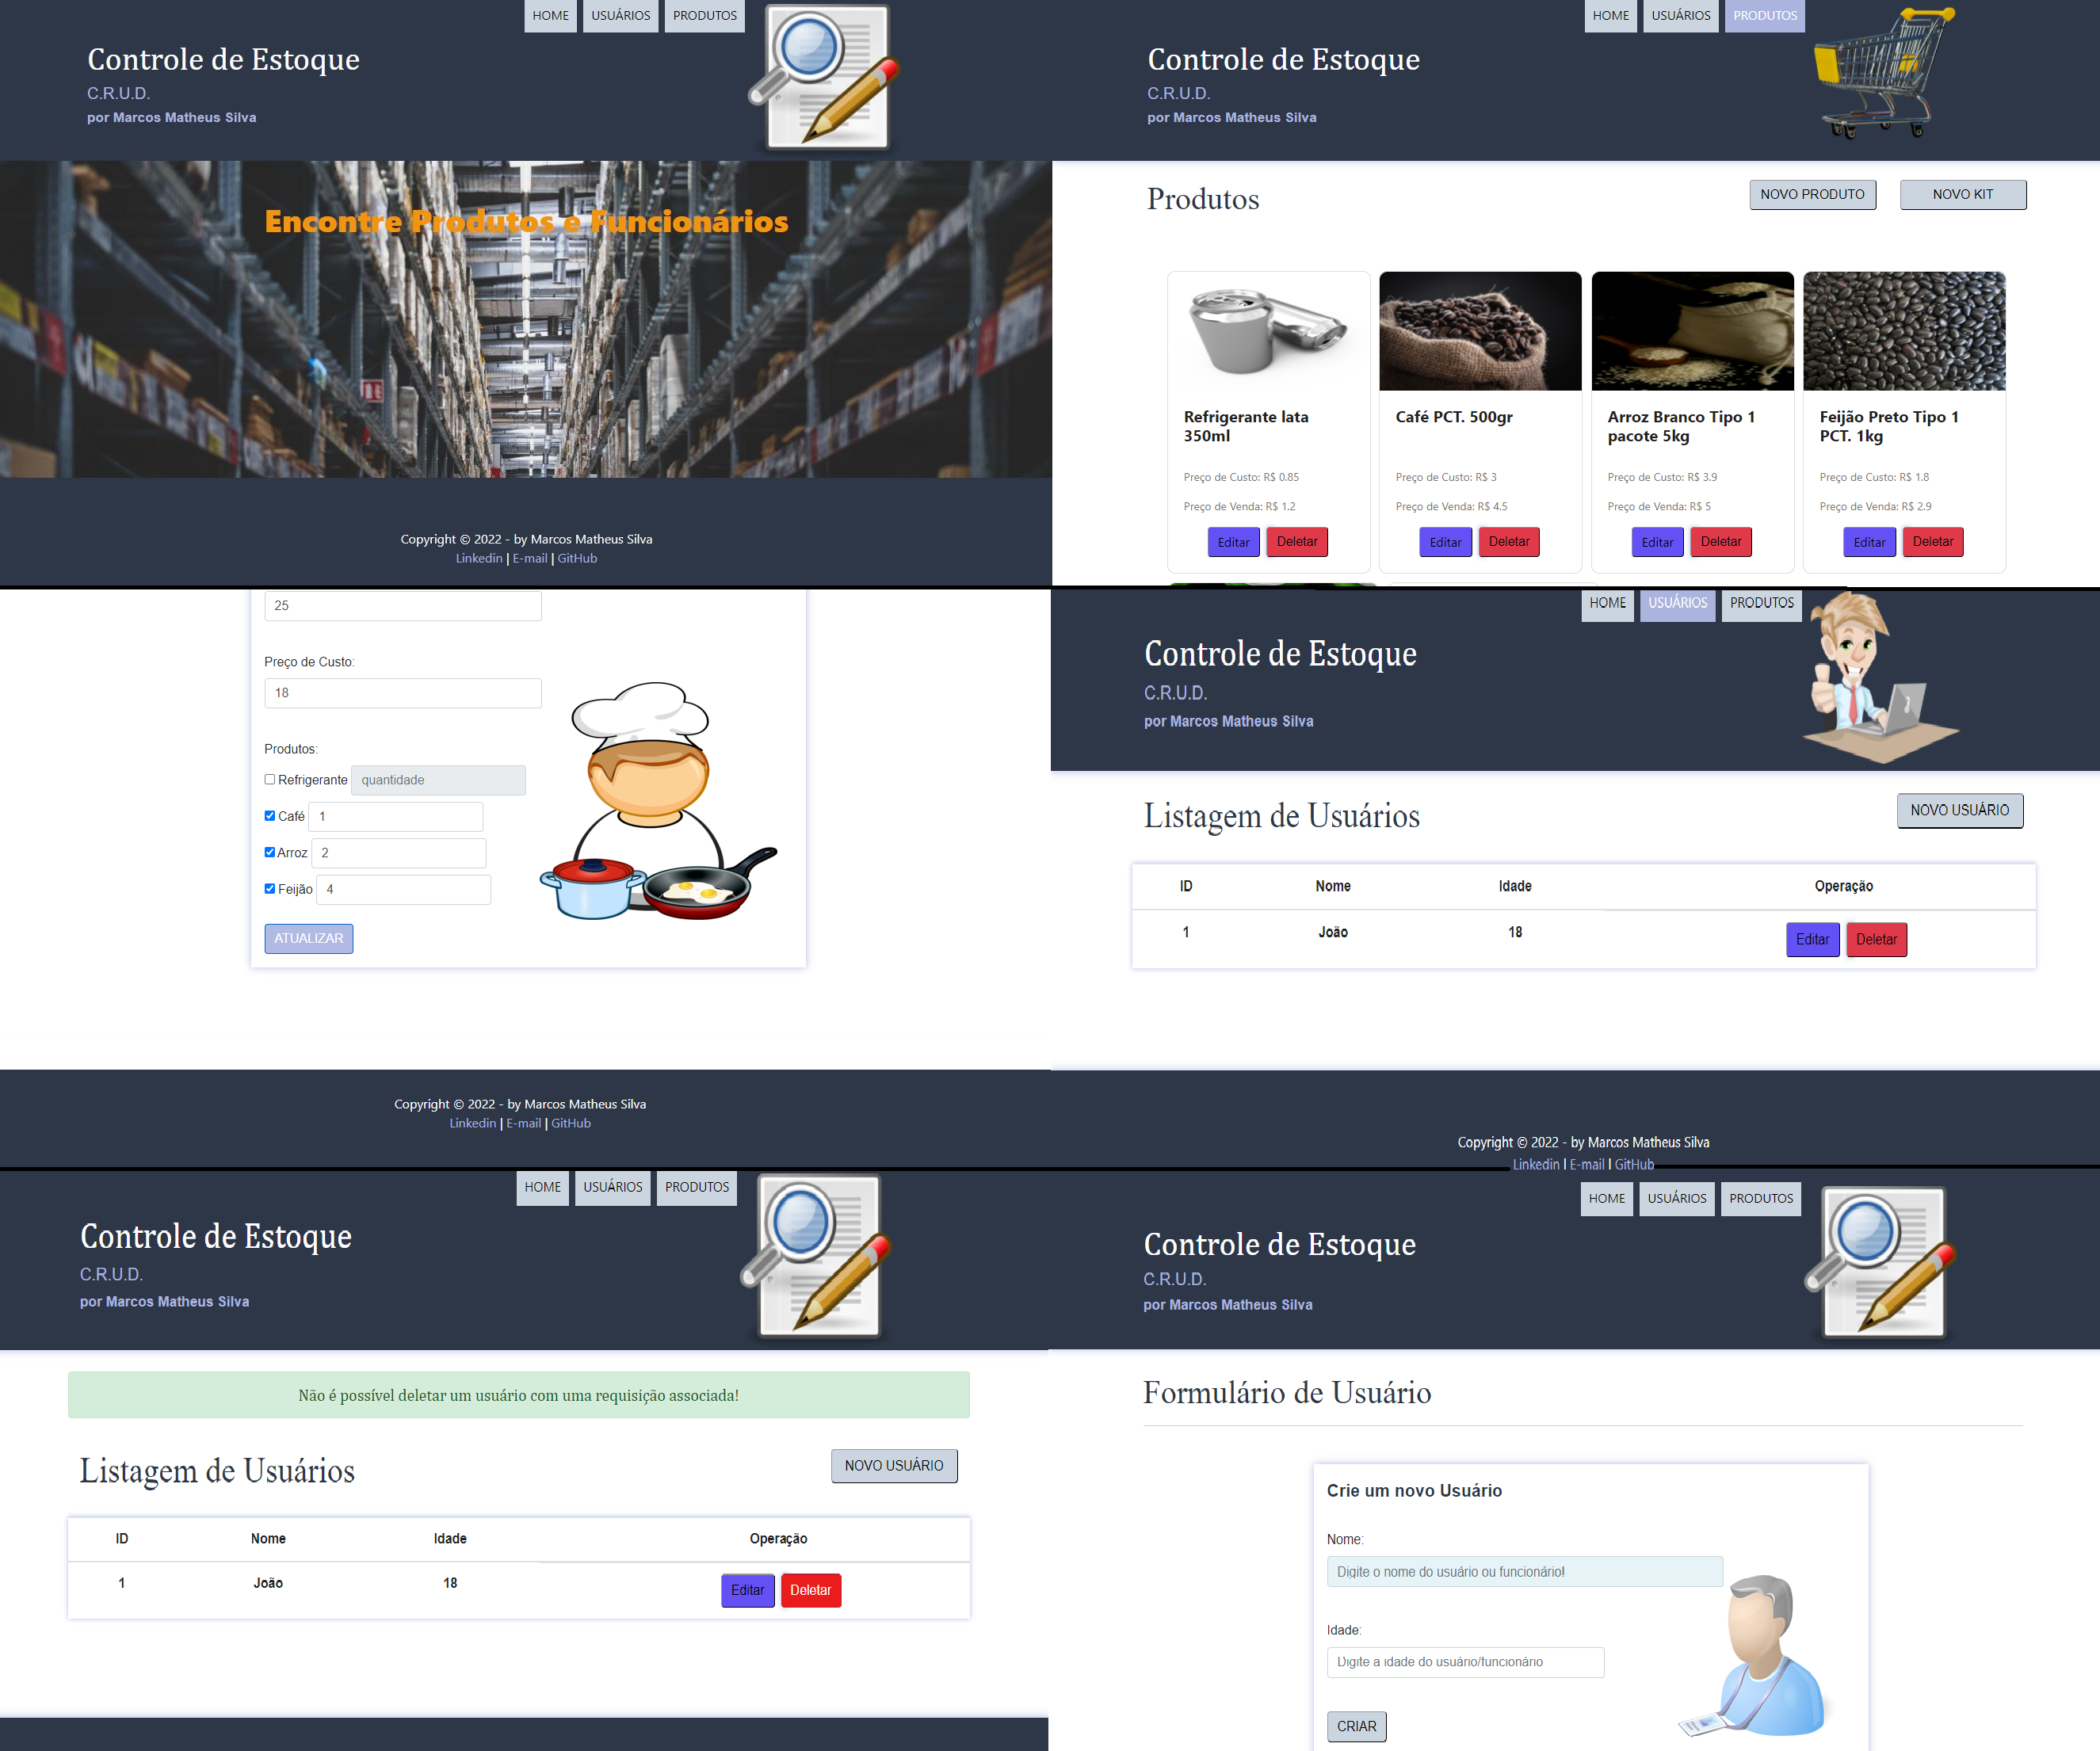 HOME USUÁRIOS PRODUTOS
Controle de Estoque
C.R.U.D.
por Marcos Matheus Silva
Encontre Produtos e Funcionários
Copyright © 2022 - by Marcos Matheus Silva
Linkedin | E-mail | GitHub
HOME USUÁRIOS PRODUTOS
Controle de Estoque
C.R.U.D.
por Marcos Matheus Silva
Produtos
NOVO PRODUTO NOVO KIT
Refrigerante lata
350ml
Preço de Custo: R$ 0.85
Preço de Venda: R$ 1.2
Editar Deletar
Café PCT. 500gr
Preço de Custo: R$ 3
Preço de Venda: R$ 4.5
Editar Deletar
Arroz Branco Tipo 1
pacote 5kg
Preço de Custo: R$ 3.9
Preço de Venda: R$ 5
Editar Deletar
Feijão Preto Tipo 1
PCT. 1kg
Preço de Custo: R$ 1.8
Preço de Venda: R$ 2.9
Editar Deletar
25
Preço de Custo:
18
Produtos:
Refrigerante quantidade
Café 1
Arroz 2
Feijão 4
ATUALIZAR
Copyright © 2022 - by Marcos Matheus Silva
Linkedin | E-mail | GitHub
HOME USUÁRIOS PRODUTOS
Controle de Estoque
C.R.U.D.
por Marcos Matheus Silva
Listagem de Usuários
NOVO USUÁRIO
ID Nome Idade Operação
1 João 18 Editar Deletar
Copyright © 2022 - by Marcos Matheus Silva
Linkedin | E-mail | GitHub
HOME USUÁRIOS PRODUTOS
Controle de Estoque
C.R.U.D.
por Marcos Matheus Silva
Não é possível deletar um usuário com uma requisição associada!
Listagem de Usuários
NOVO USUÁRIO
ID Nome Idade Operação
1 João 18 Editar Deletar
HOME USUÁRIOS PRODUTOS
Controle de Estoque
C.R.U.D.
por Marcos Matheus Silva
Formulário de Usuário
Crie um novo Usuário
Nome:
Digite o nome do usuário ou funcionário!
Idade:
Digite a idade do usuário/funcionário
CRIAR